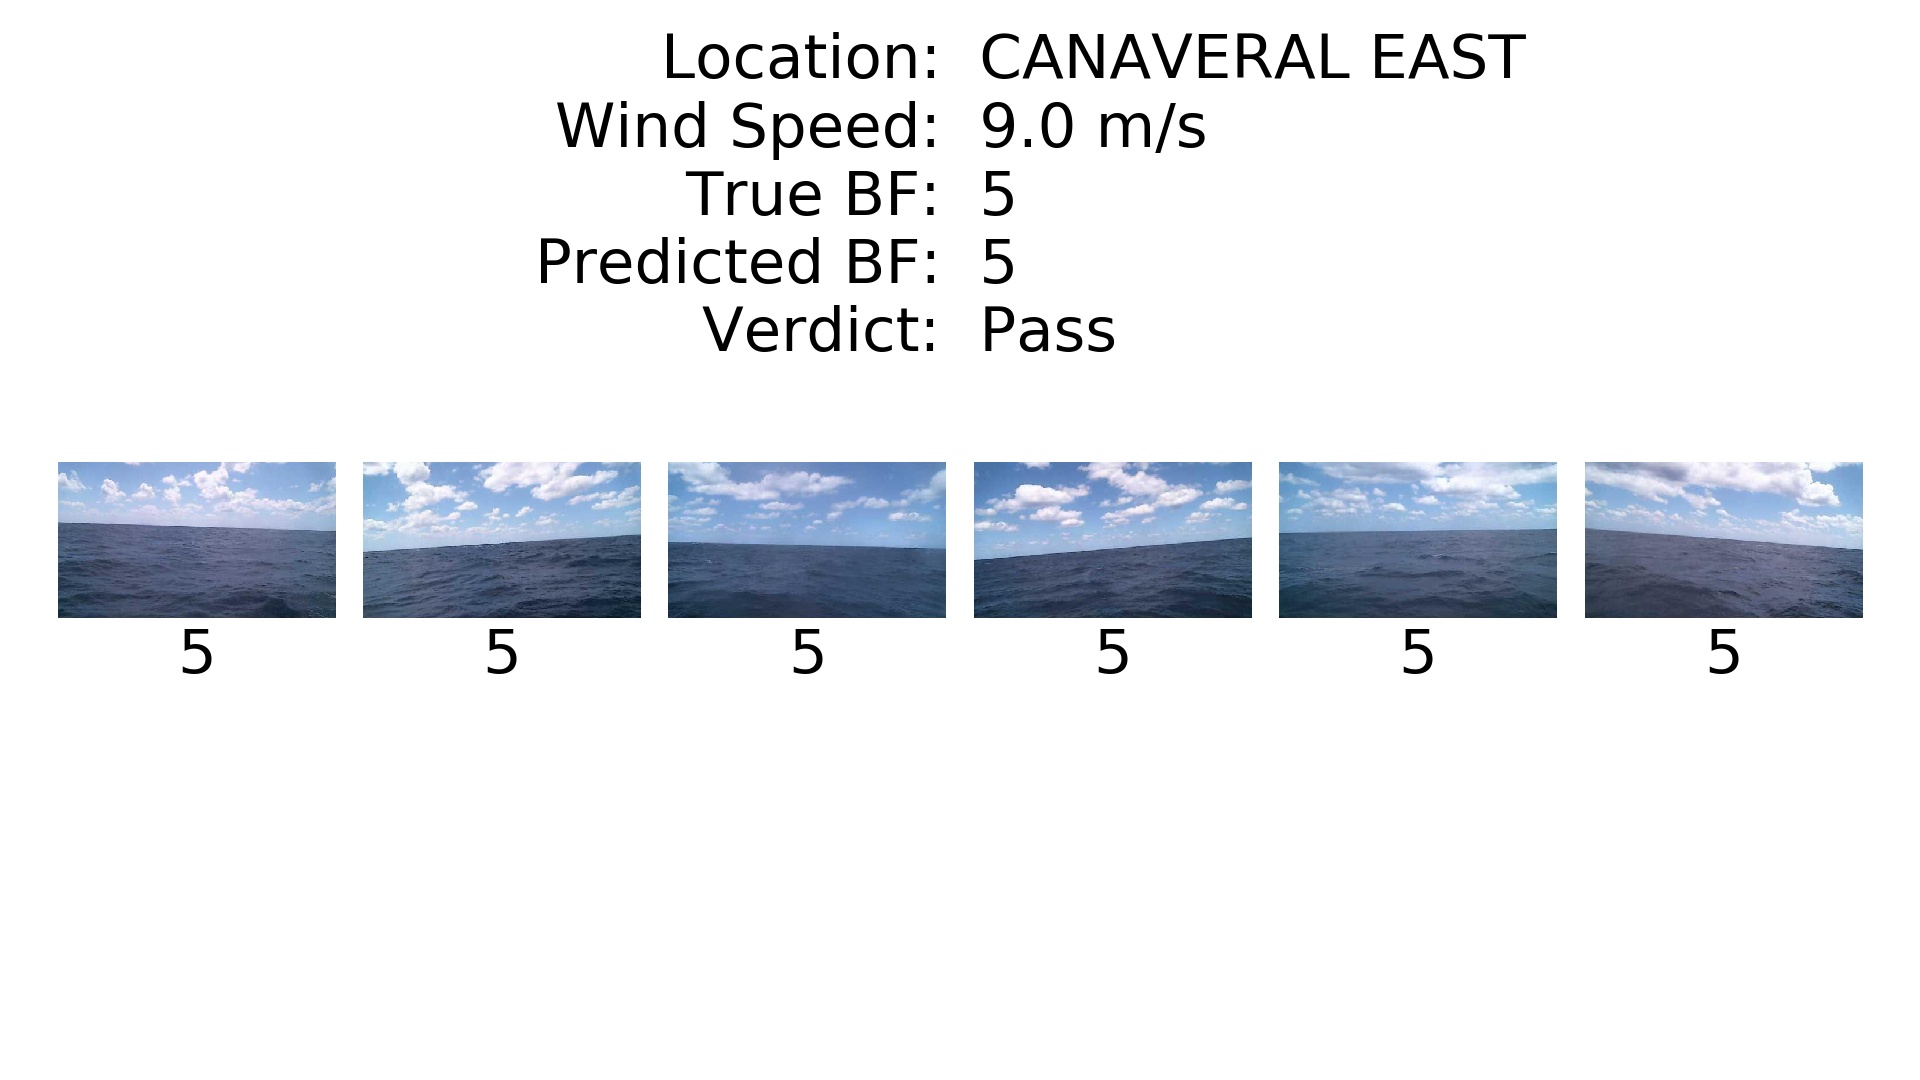 Location: CANAVERAL EAST
Wind Speed: 9.0 m/s
True BF: 5
Predicted BF: 5
Verdict: Pass
5 5 5 5 5 5